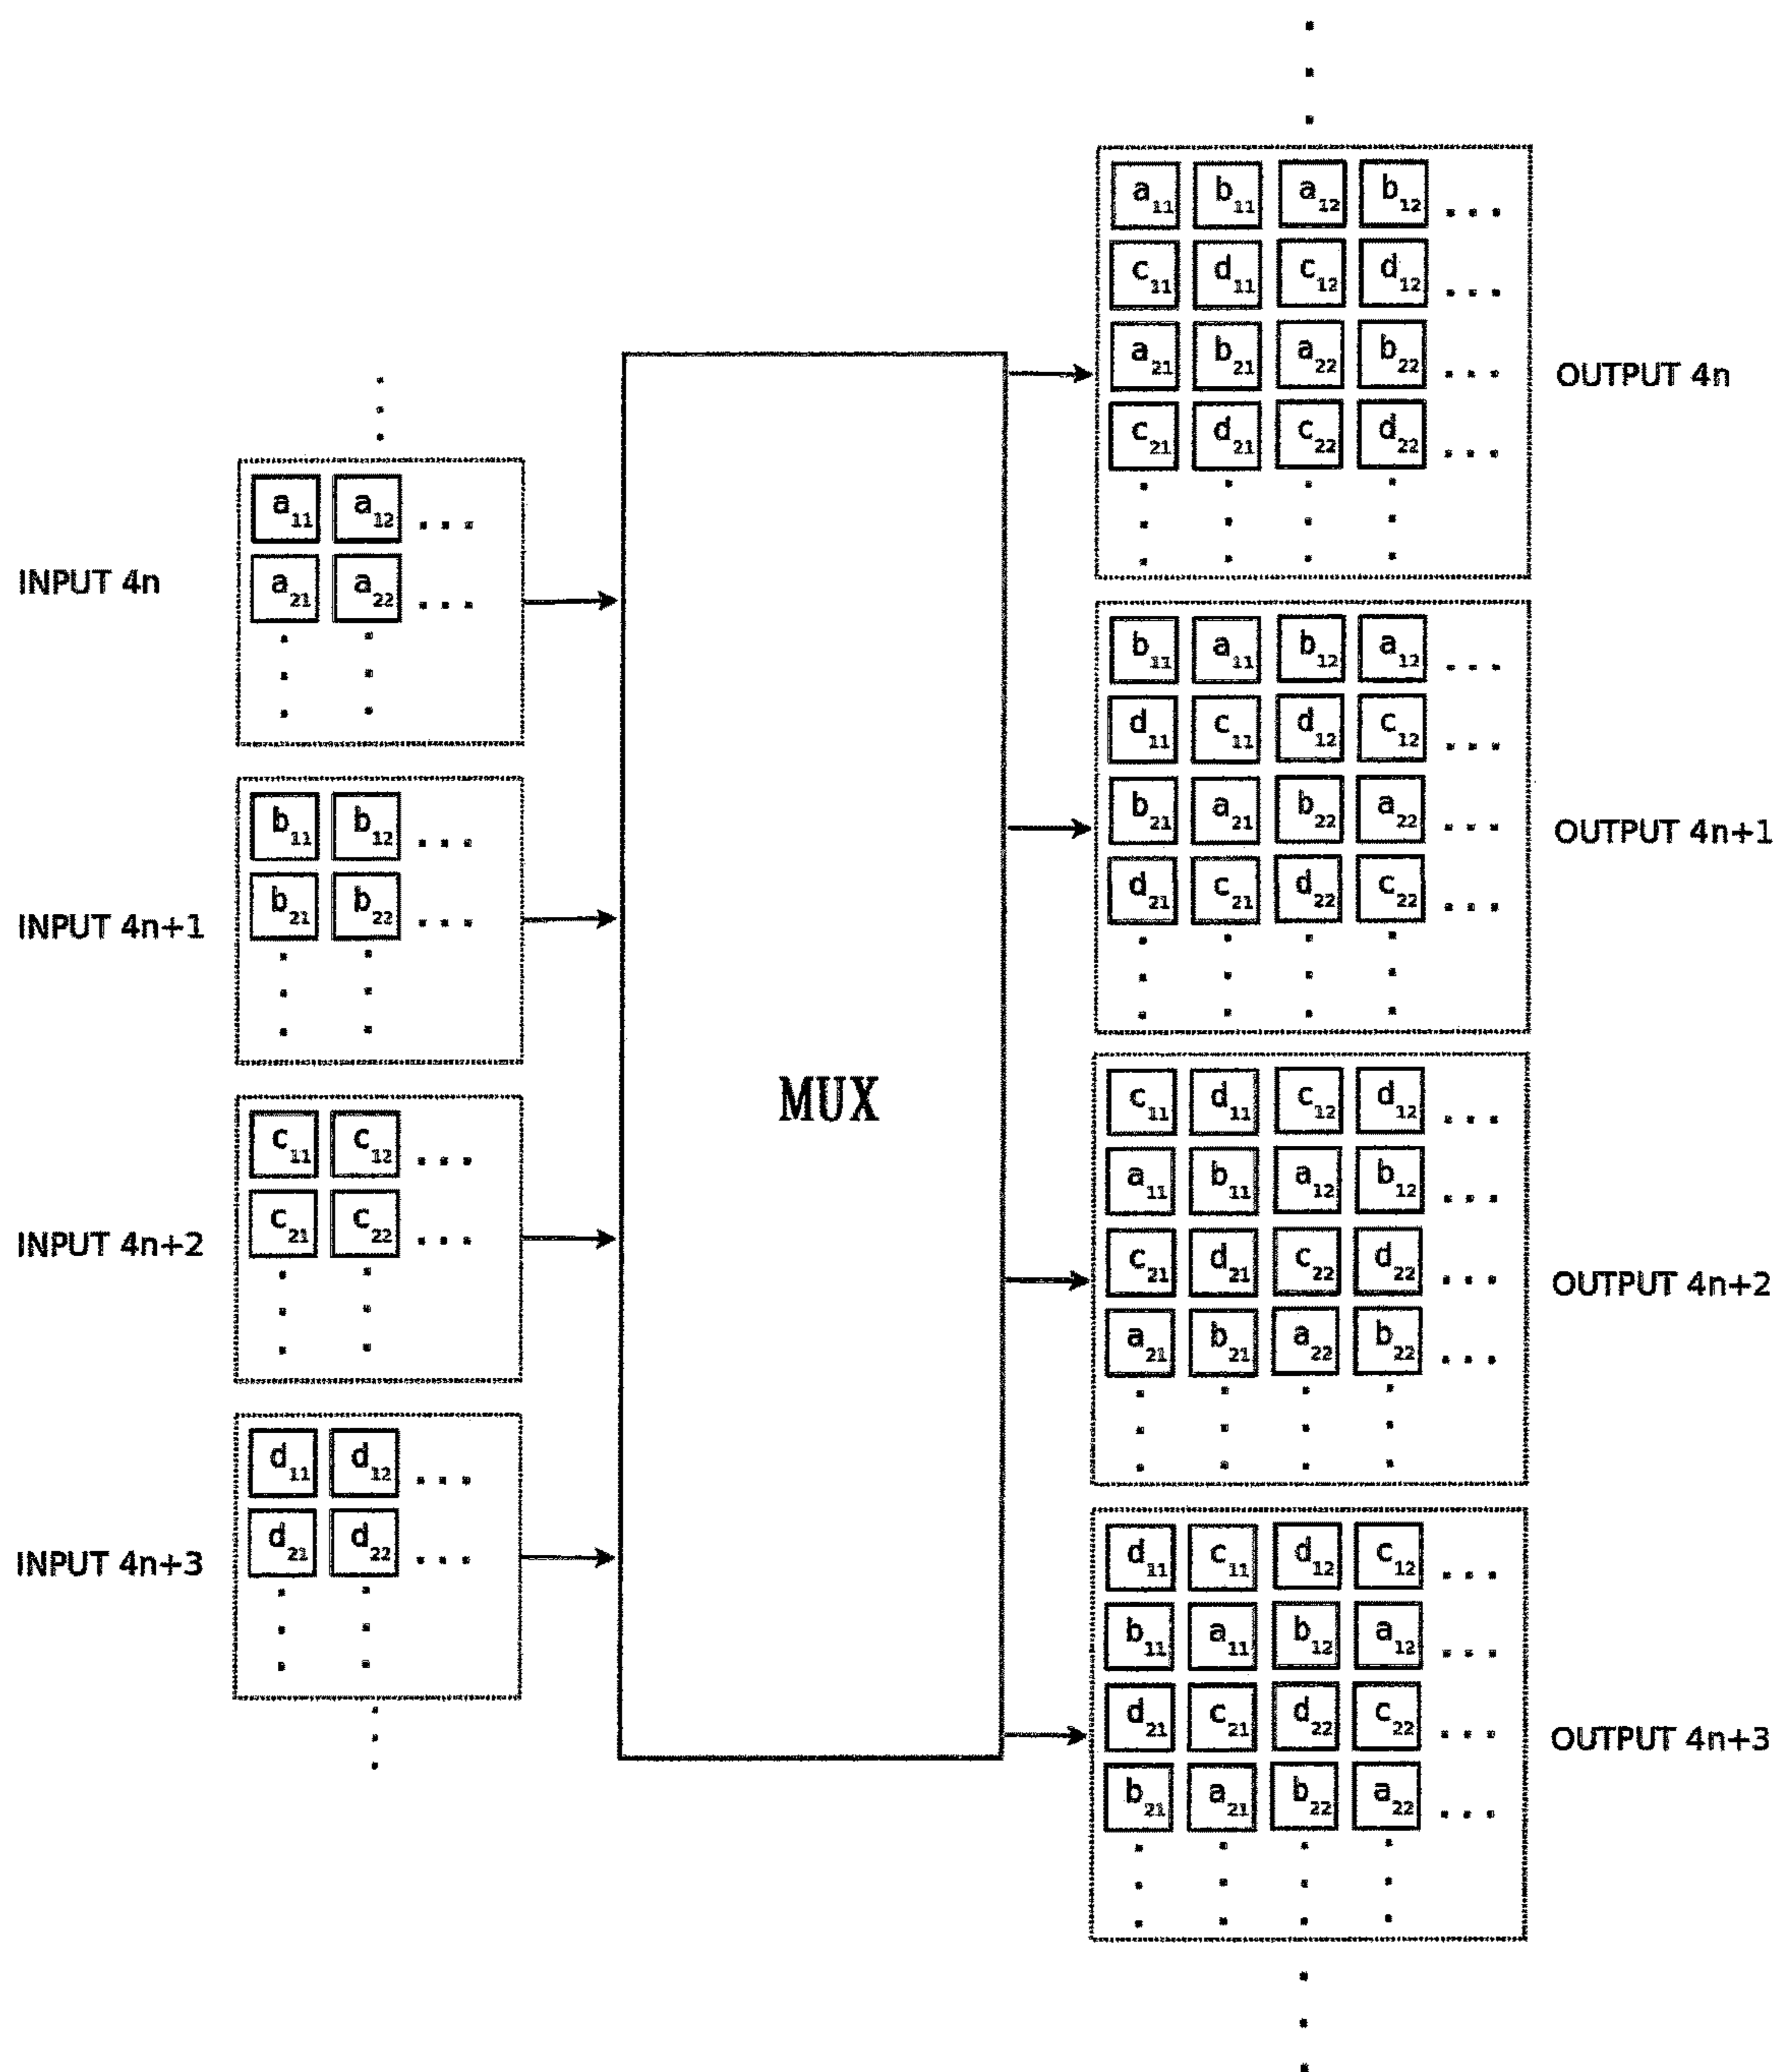 INPUT 4n
a11 a12 ...
a21 a22 ...
INPUT 4n+1
b11 b12 ...
b21 b22 ...
INPUT 4n+2
c11 c12 ...
c21 c22 ...
INPUT 4n+3
d11 d12 ...
d21 d22 ...
MUX
a11 b11 a12 b12 ...
c11 d11 c12 d12 ...
a21 b21 a22 b22 ...
c21 d21 c22 d22 ...
OUTPUT 4n
b11 a11 b12 a12 ...
d11 c11 d12 c12 ...
b21 a21 b22 a22 ...
d21 c21 d22 c22 ...
OUTPUT 4n+1
c11 d11 c12 d12 ...
a11 b11 a12 b12 ...
c21 d21 c22 d22 ...
a21 b21 a22 b22 ...
OUTPUT 4n+2
d11 c11 d12 c12 ...
b11 a11 b12 a12 ...
d21 c21 d22 c22 ...
b21 a21 b22 a22 ...
OUTPUT 4n+3